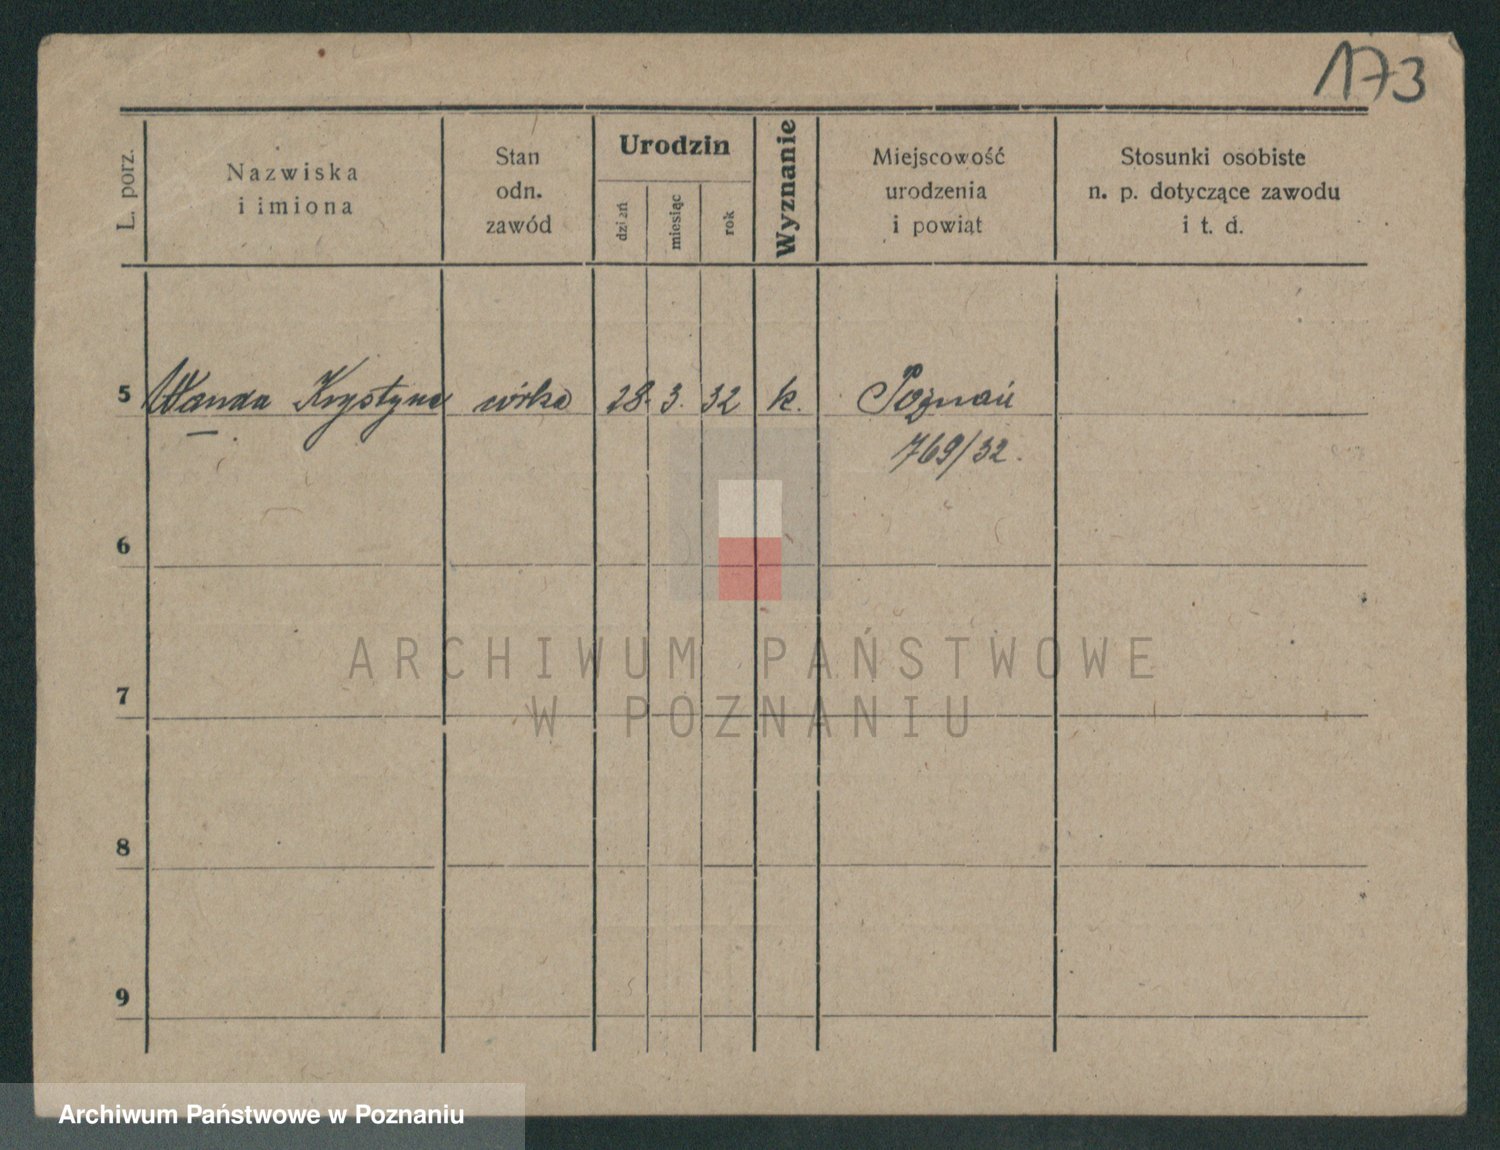 173
L. porz.
Nazwiska
i imiona
Stan
odn.
zawód
Urodzin
dzień
miesiąc
rok
Wyznanie
Miejscowość
urodzenia
i powiąt
Stosunki osobiste
n. p. dotyczące zawodu
i t. d.
5 Wanda Krystyna córka 28. 3. 32 k. Poznań
769/32.
6
7
8
9
ARCHIWUM PAŃSTWOWE
W POZNANIU
Archiwum Państwowe w Poznaniu